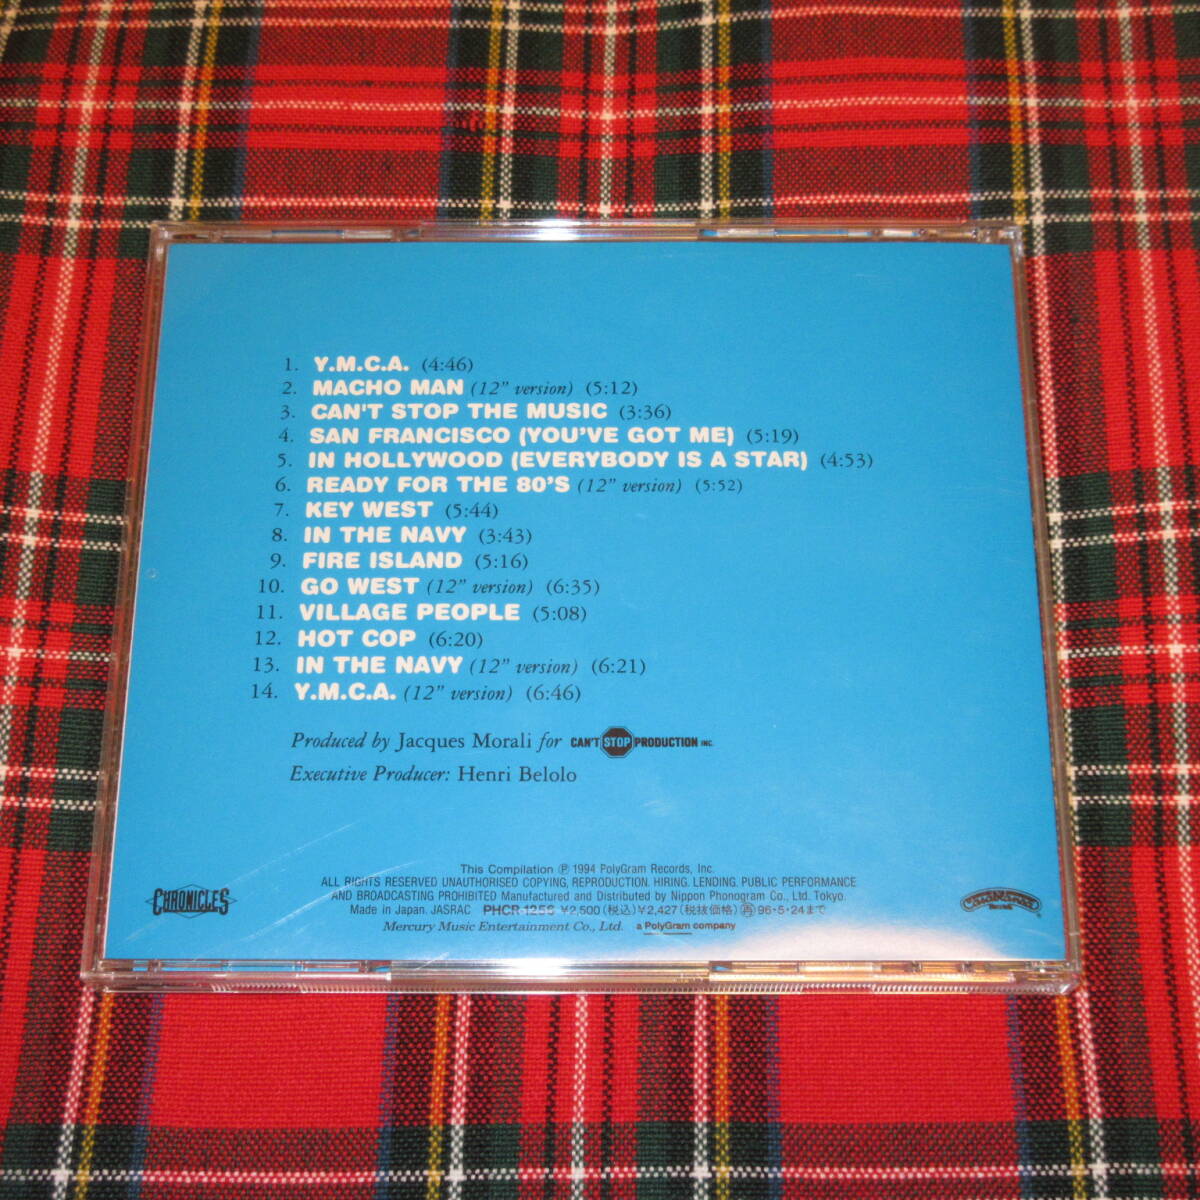 1. Y.M.C.A. (4:46)
2. MACHO MAN (12" version) (5:12)
3. CAN'T STOP THE MUSIC (3:36)
4. SAN FRANCISCO (YOU'VE GOT ME) (5:19)
5. IN HOLLYWOOD (EVERYBODY IS A STAR) (4:53)
6. READY FOR THE 80'S (12" version) (5:52)
7. KEY WEST (5:44)
8. IN THE NAVY (3:43)
9. FIRE ISLAND (5:16)
10. GO WEST (12" version) (6:35)
11. VILLAGE PEOPLE (5:08)
12. HOT COP (6:20)
13. IN THE NAVY (12" version) (6:21)
14. Y.M.C.A. (12" version) (6:46)
Produced by Jacques Morali for CAN'T STOP PRODUCTION INC.
Executive Producer: Henri Belolo
This Compilation ℗ 1994 PolyGram Records, Inc.
ALL RIGHTS RESERVED UNAUTHORISED COPYING, REPRODUCTION. HIRING. LENDING. PUBLIC PERFORMANCE
AND BROADCASTING PROHIBITED Manufactured and Distributed by Nippon Phonogram Co., Ltd. Tokyo.
Made in Japan. JASRAC PHCR-1256 ¥2,500(税込)¥2,427(税抜価格)再96・5・24まで
Mercury Music Entertainment Co., Ltd. a PolyGram company
CHRONICLES
Casablanca